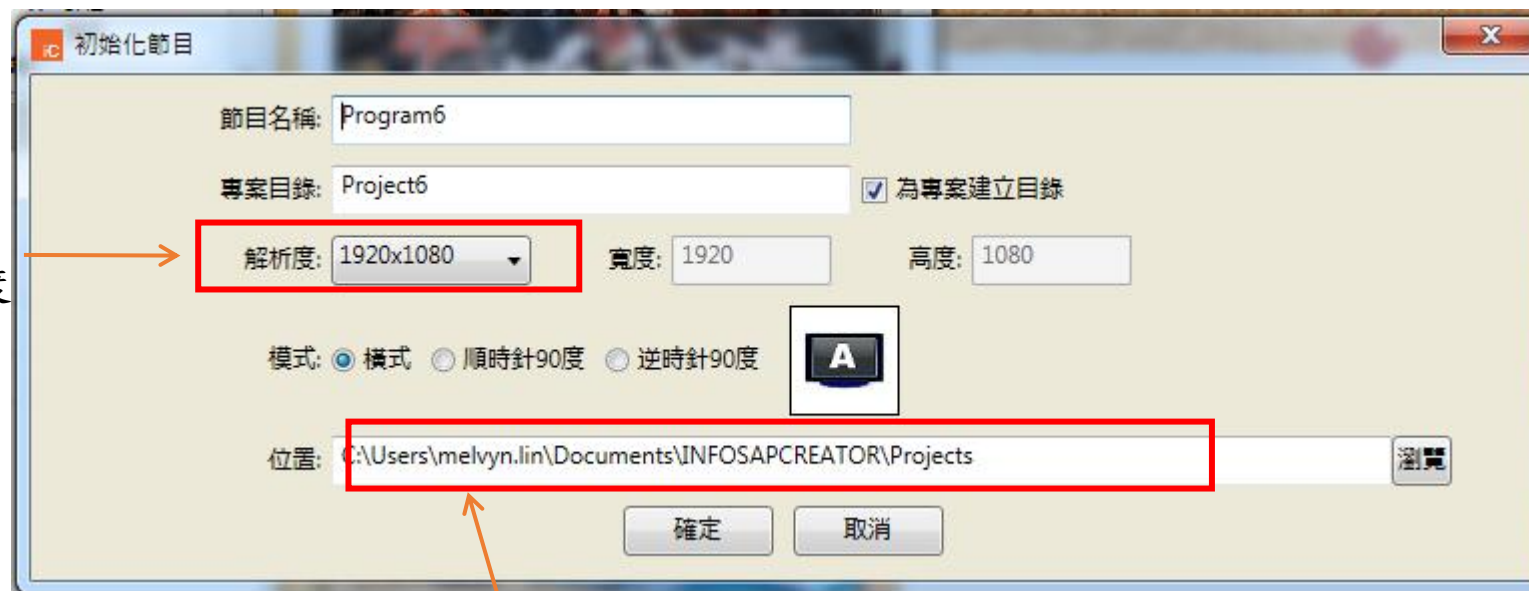 iC 初始化節目
節目名稱: Program6
專案目錄: Project6 為專案建立目錄
解析度: 1920x1080 寬度: 1920 高度: 1080
度
模式: 橫式 順時針90度 逆時針90度 A
位置: C:\Users\melvyn.lin\Documents\INFOSAPCREATOR\Projects 瀏覽
確定 取消